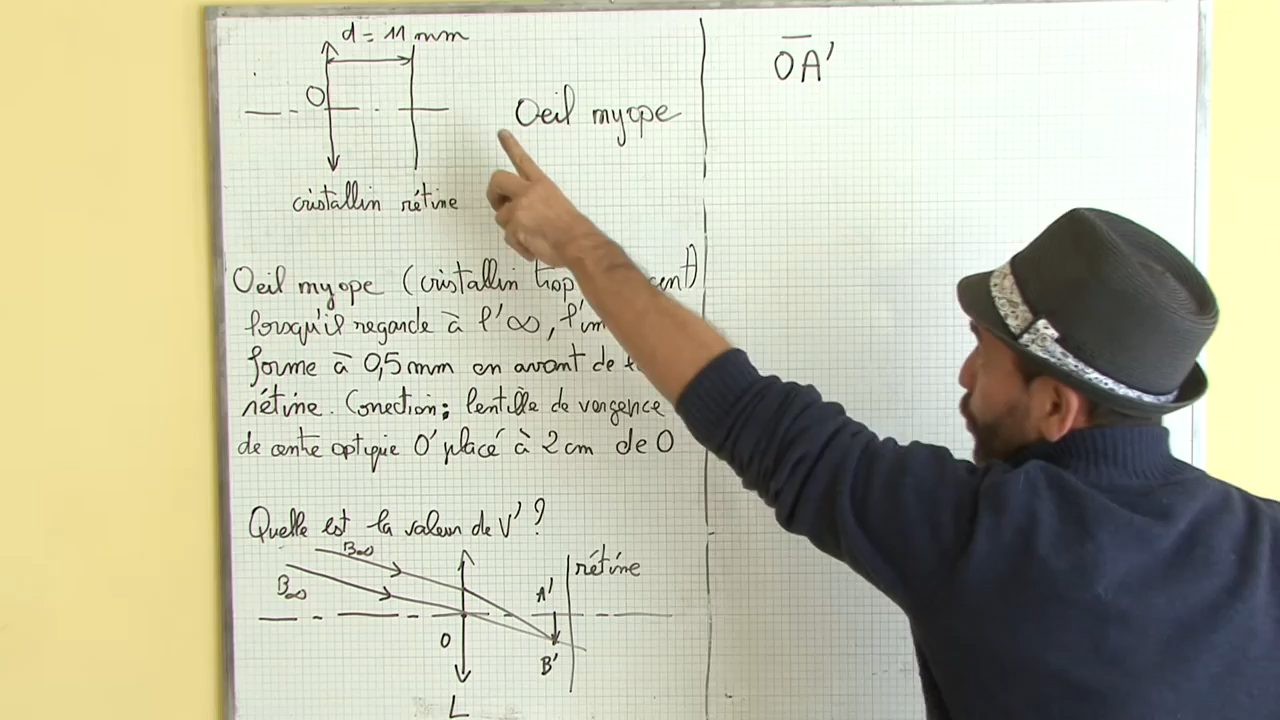 d = 11 mm
O
Oeil myope
cristallin rétine
Oeil myope (cristallin trop
lorsqu'il regarde à l'∞,
forme à 0,5 mm en avant de
rétine. Correction: lentille de vergence
de centre optique O' placé à 2 cm de O
Quelle est la valeur de V' ?
B∞
B∞
rétine
A'
O
B'
L
OA'